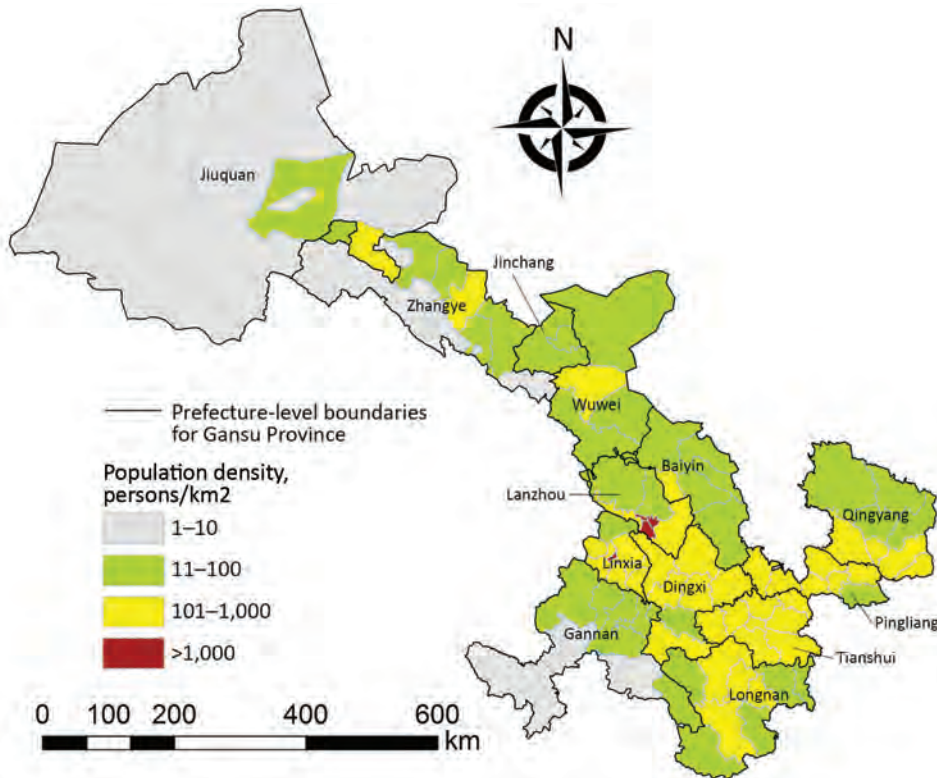 N
Jiuquan
Jinchang
Zhangye
Wuwei
Baiyin
Lanzhou
Qingyang
Linxia
Dingxi
Pingliang
Gannan
Tianshui
Longnan
Prefecture-level boundaries
for Gansu Province
Population density,
persons/km2
1–10
11–100
101–1,000
>1,000
0 100 200 400 600
km